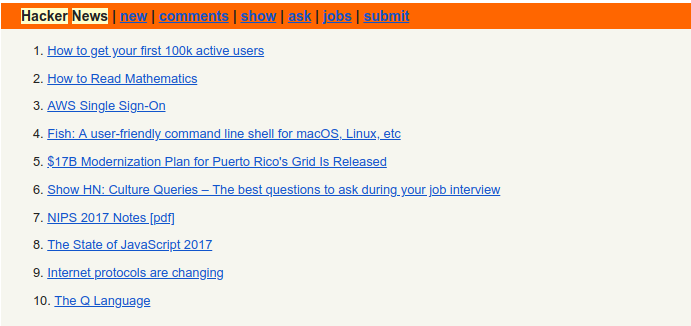 Hacker News | new | comments | show | ask | jobs | submit
1. How to get your first 100k active users
2. How to Read Mathematics
3. AWS Single Sign-On
4. Fish: A user-friendly command line shell for macOS, Linux, etc
5. $17B Modernization Plan for Puerto Rico's Grid Is Released
6. Show HN: Culture Queries – The best questions to ask during your job interview
7. NIPS 2017 Notes [pdf]
8. The State of JavaScript 2017
9. Internet protocols are changing
10. The Q Language